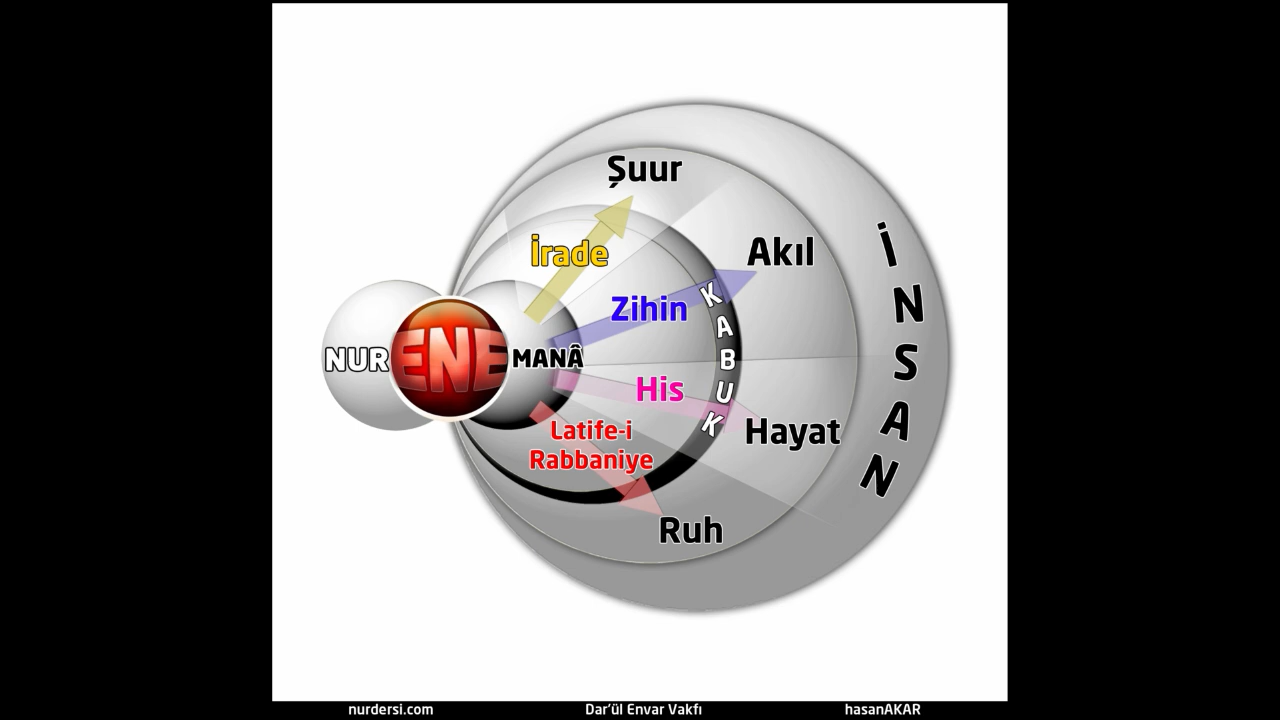 Şuur
İrade
Akıl
Zihin
KABUK
İNSAN
NUR
ENE
MANÂ
His
Hayat
Latife-i
Rabbaniye
Ruh
nurdersi.com
Dar'ül Envar Vakfı
hasanAKAR